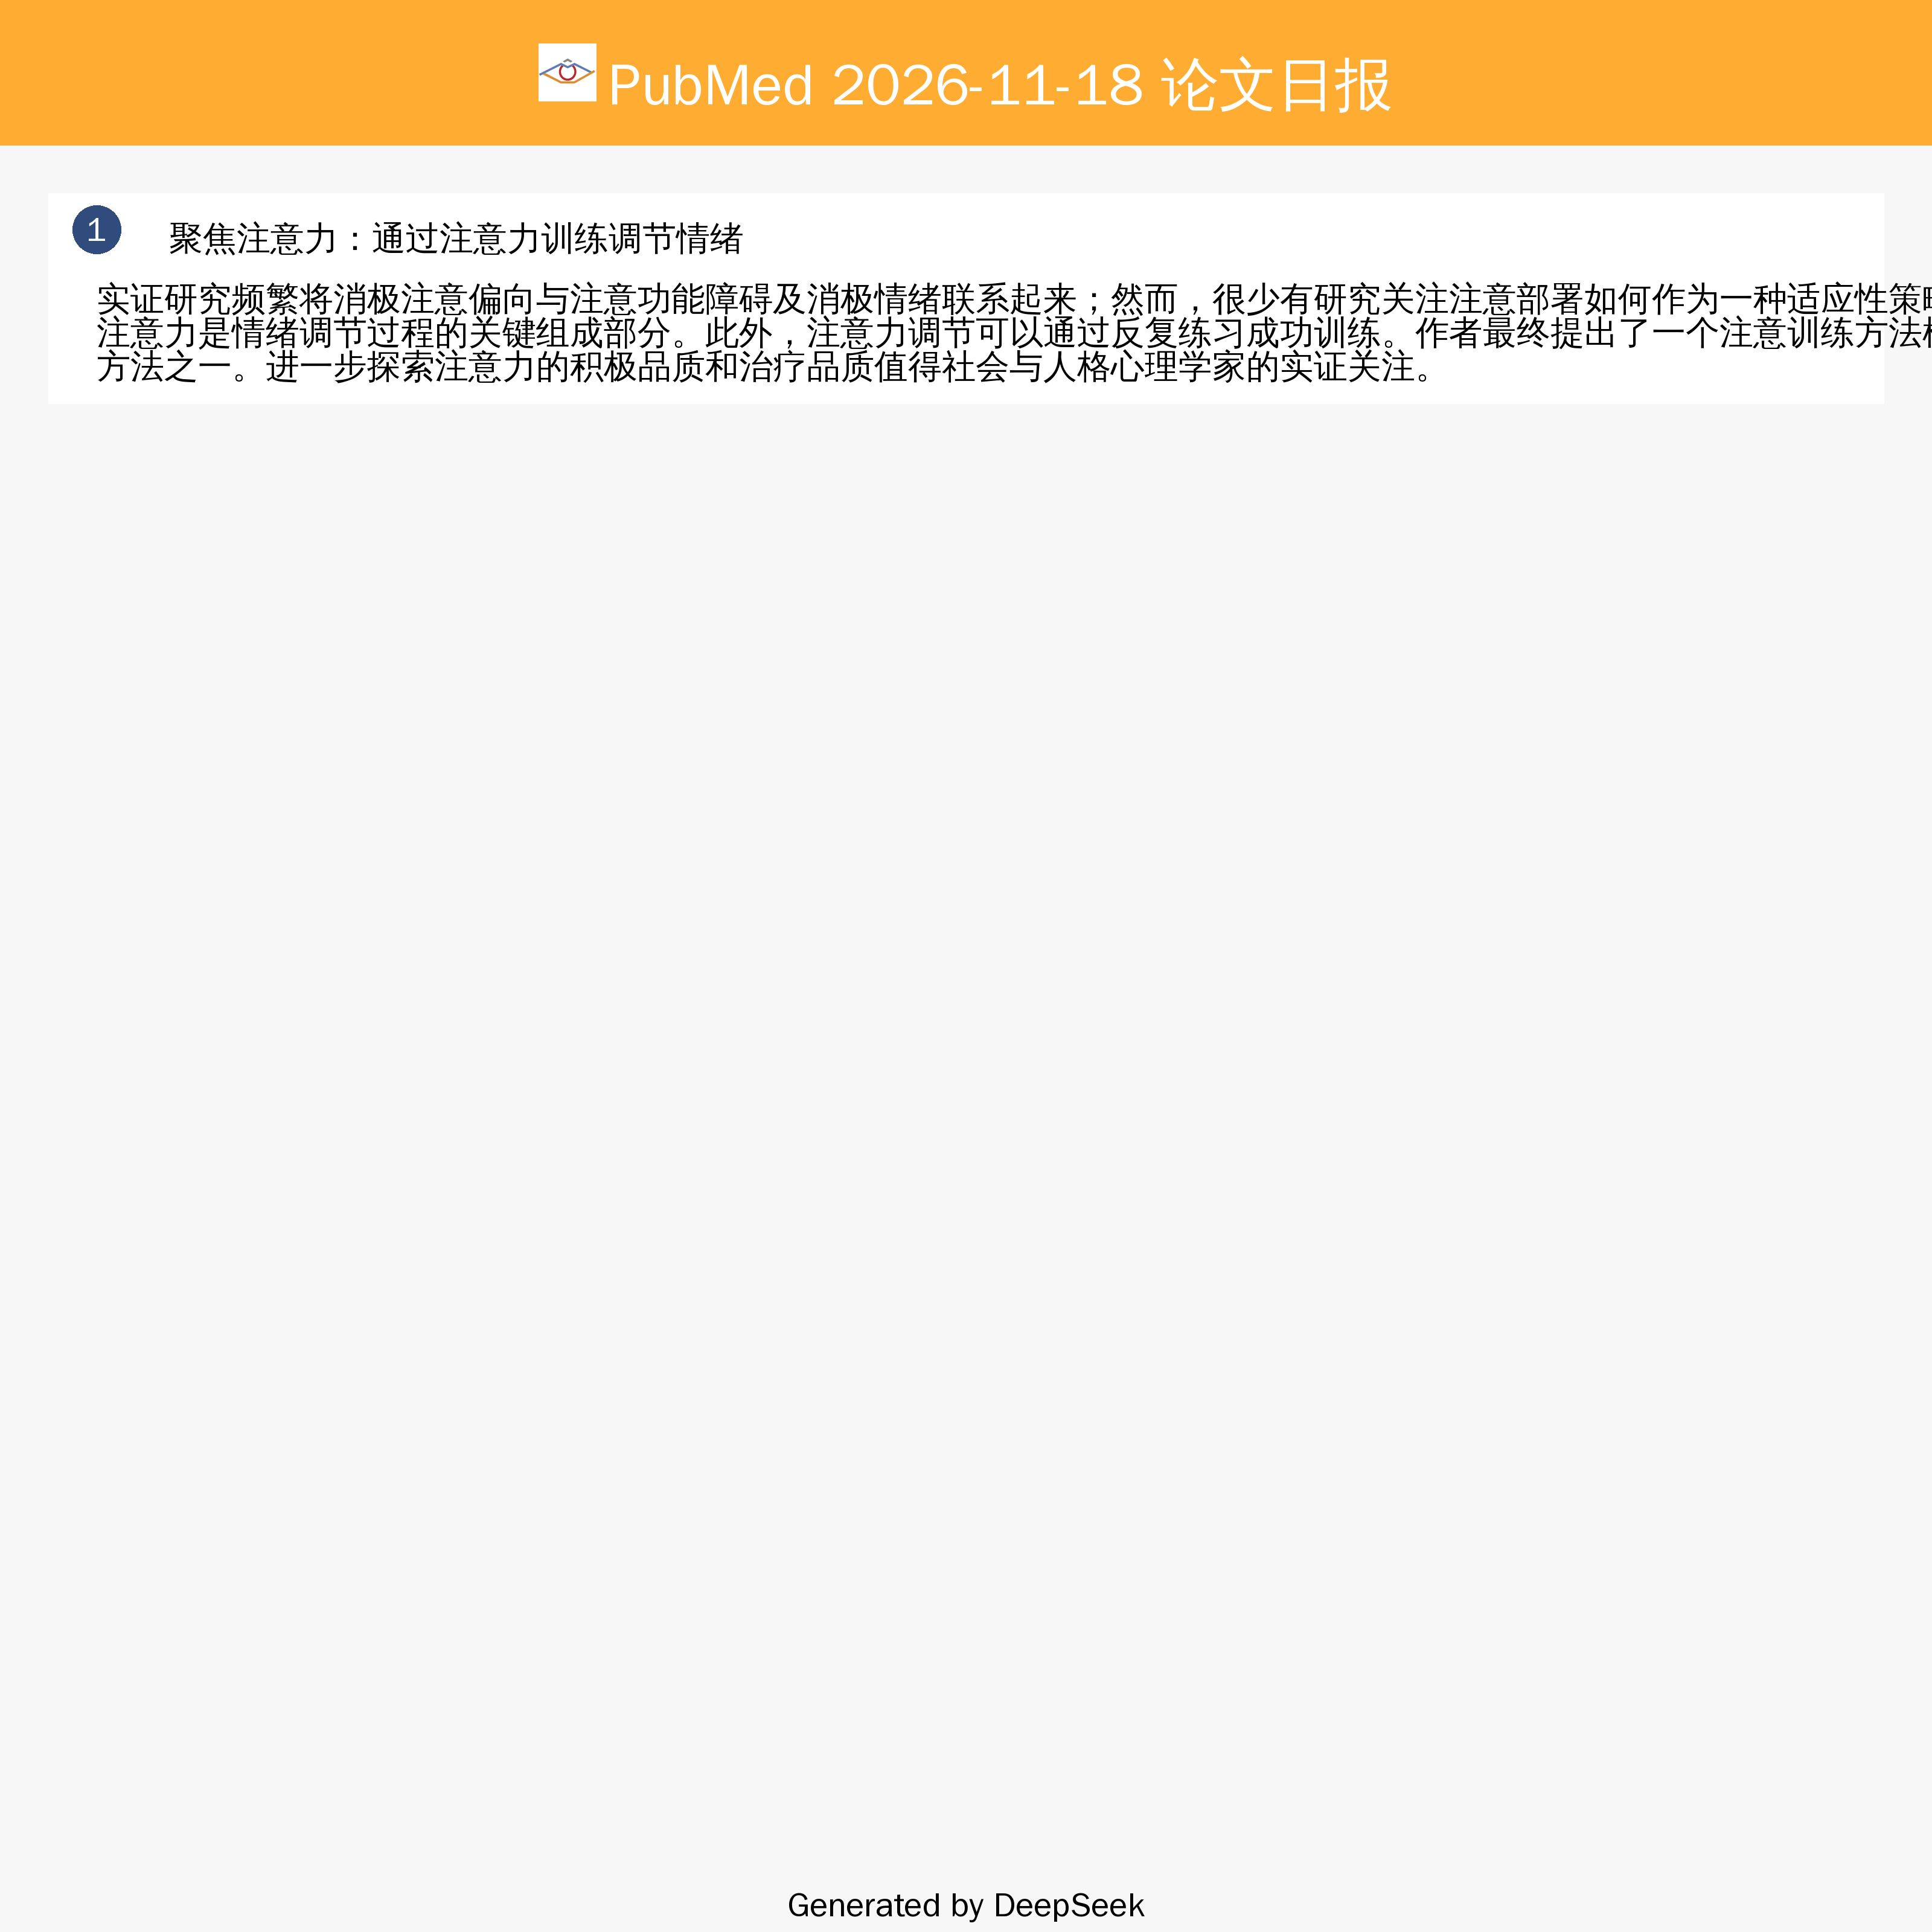 PubMed 2026-11-18 论文日报
1
聚焦注意力：通过注意力训练调节情绪
实证研究频繁将消极注意偏向与注意功能障碍及消极情绪联系起来；然而，很少有研究关注注意部署如何作为一种适应性策
注意力是情绪调节过程的关键组成部分。此外，注意力调节可以通过反复练习成功训练。作者最终提出了一个注意训练方法
方法之一。进一步探索注意力的积极品质和治疗品质值得社会与人格心理学家的实证关注。
Generated by DeepSeek